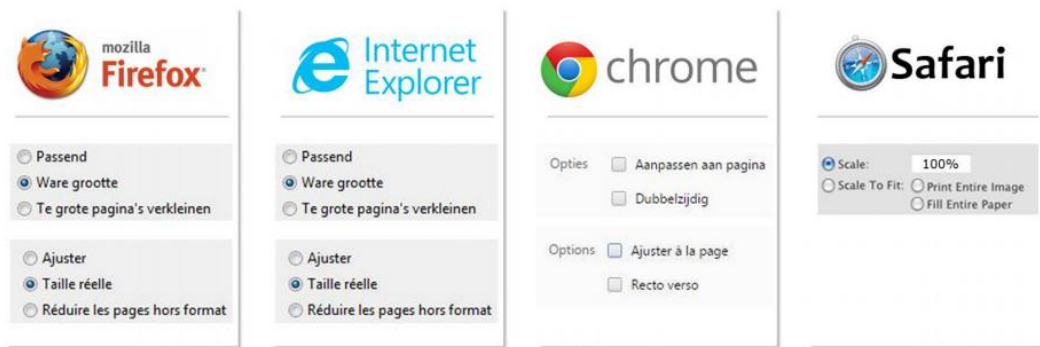 mozilla
Firefox
Passend
Ware grootte
Te grote pagina's verkleinen
Ajuster
Taille réelle
Réduire les pages hors format
Internet
Explorer
Passend
Ware grootte
Te grote pagina's verkleinen
Ajuster
Taille réelle
Réduire les pages hors format
chrome
Opties Aanpassen aan pagina
Dubbelzijdig
Options Ajuster á la page
Recto verso
Safari
Scale: 100%
Scale To Fit: Print Entire Image
Fill Entire Paper